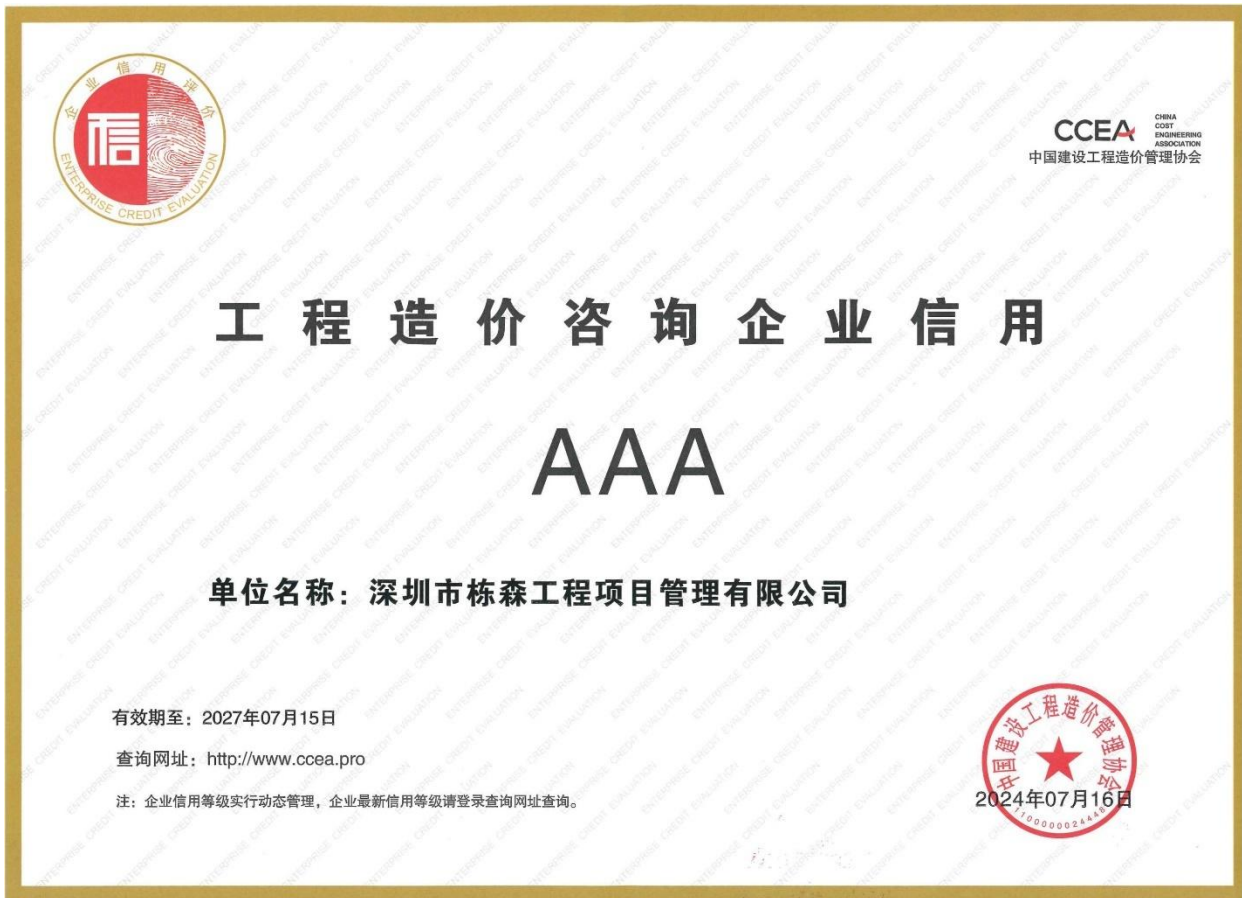 企业信用评价
信
ENTERPRISE CREDIT EVALUATION
CCEA
CHINA
COST
ENGINEERING
ASSOCIATION
中国建设工程造价管理协会
工程造价咨询企业信用
AAA
单位名称：深圳市栋森工程项目管理有限公司
有效期至：2027年07月15日
查询网址：http://www.ccea.pro
注：企业信用等级实行动态管理，企业最新信用等级请登录查询网址查询。
中国建设工程造价管理协会
2024年07月16日